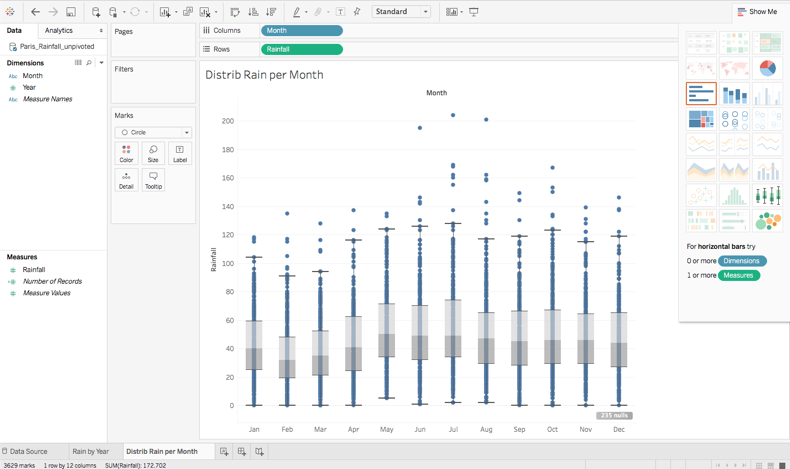 Standard
Show Me
Data
Analytics
Pages
Columns
Month
Rows
Rainfall
Paris_Rainfall_unpivoted
Dimensions
Abc Month
Year
Abc Measure Names
Filters
Marks
Circle
Color
Size
Label
Detail
Tooltip
Measures
Rainfall
Number of Records
Measure Values
Distrib Rain per Month
Month
200
180
160
140
120
100
80
60
40
20
0
Rainfall
235 nulls
Jan Feb Mar Apr May Jun Jul Aug Sep Oct Nov Dec
For horizontal bars try
0 or more Dimensions
1 or more Measures
Data Source
Rain by Year
Distrib Rain per Month
3629 marks
1 row by 12 columns
SUM(Rainfall): 172,702